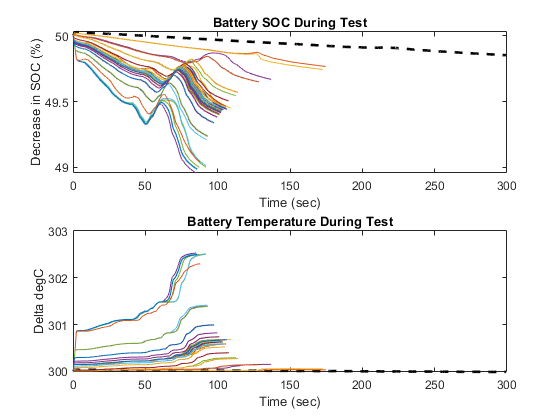 Battery SOC During Test
50
49.5
49
Decrease in SOC (%)
0 50 100 150 200 250 300
Time (sec)
Battery Temperature During Test
303
302
301
300
Delta degC
0 50 100 150 200 250 300
Time (sec)